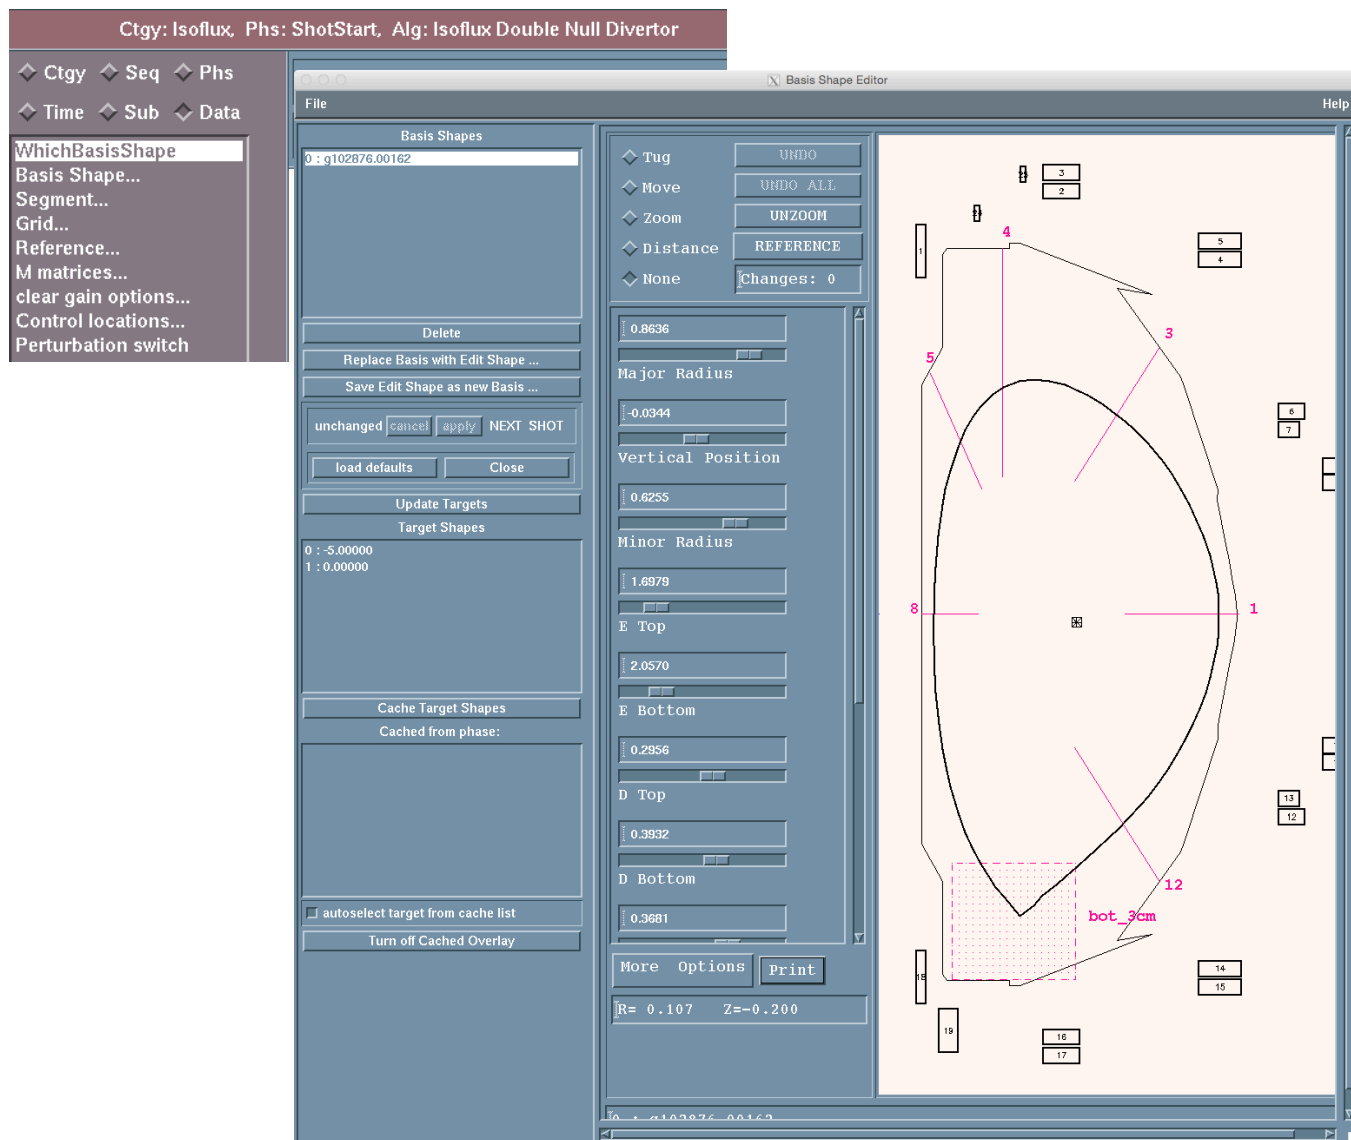 Ctgy: Isoflux, Phs: ShotStart, Alg: Isoflux Double Null Divertor
Ctgy Seq Phs
Time Sub Data
WhichBasisShape
Basis Shape...
Segment...
Grid...
Reference...
M matrices...
clear gain options...
Control locations...
Perturbation switch
Basis Shape Editor
File
Help
Basis Shapes
0 : g102876.00162
Delete
Replace Basis with Edit Shape ...
Save Edit Shape as new Basis ...
unchanged cancel apply NEXT SHOT
load defaults Close
Update Targets
Target Shapes
0 : -5.00000
1 : 0.00000
Cache Target Shapes
Cached from phase:
autoselect target from cache list
Turn off Cached Overlay
Tug UNDO
Move UNDO ALL
Zoom UNZOOM
Distance REFERENCE
None Changes: 0
0.8636
Major Radius
-0.0344
Vertical Position
0.6255
Minor Radius
1.6979
E Top
2.0570
E Bottom
0.2956
D Top
0.3932
D Bottom
0.3681
More Options Print
R= 0.107 Z=-0.200
0 : g102876.00162
3
2
4
1
5
4
3
5
6
7
8
1
13
12
12
bot_3cm
14
15
18
19
16
17